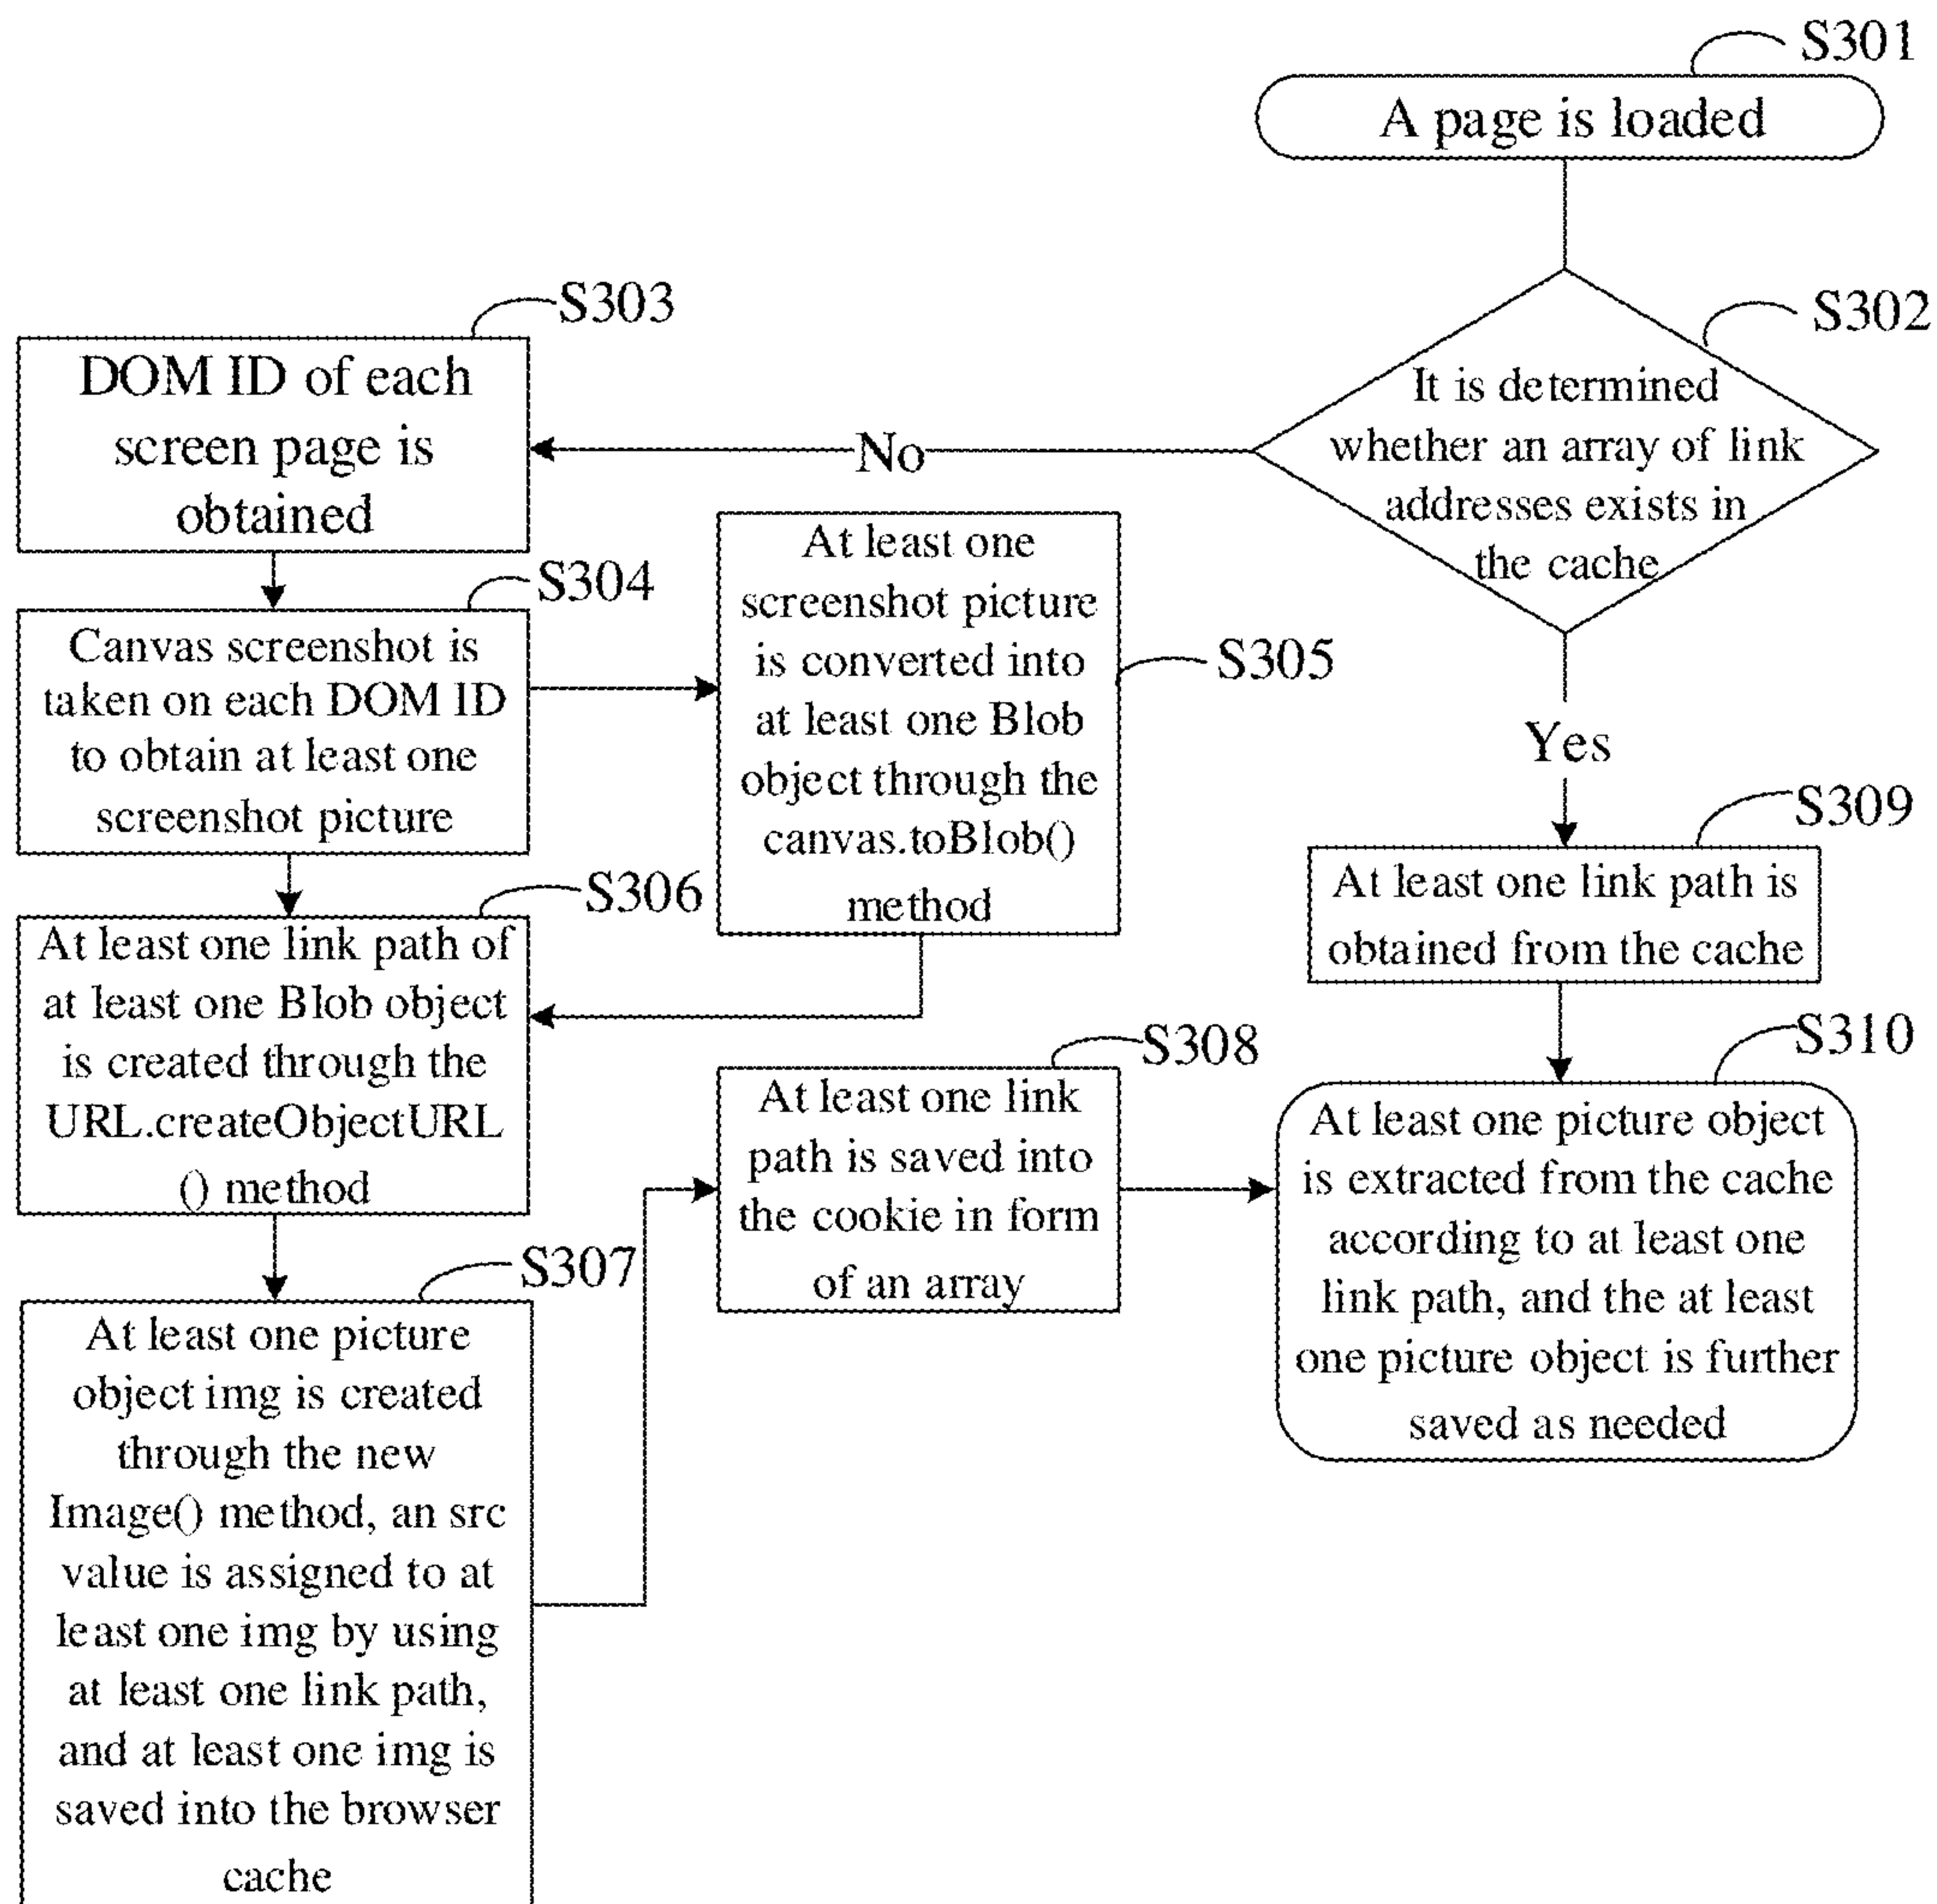 S301
A page is loaded
S302
It is determined
whether an array of link
addresses exists in
the cache
No
Yes
S303
DOM ID of each
screen page is
obtained
S304
Canvas screenshot is
taken on each DOM ID
to obtain at least one
screenshot picture
S305
At least one
screenshot picture
is converted into
at least one Blob
object through the
canvas.toBlob()
method
S306
At least one link path of
at least one Blob object
is created through the
URL.createObjectURL
() method
S307
At least one picture
object img is created
through the new
Image() method, an src
value is assigned to at
least one img by using
at least one link path,
and at least one img is
saved into the browser
cache
S308
At least one link
path is saved into
the cookie in form
of an array
S309
At least one link path is
obtained from the cache
S310
At least one picture object
is extracted from the cache
according to at least one
link path, and the at least
one picture object is further
saved as needed